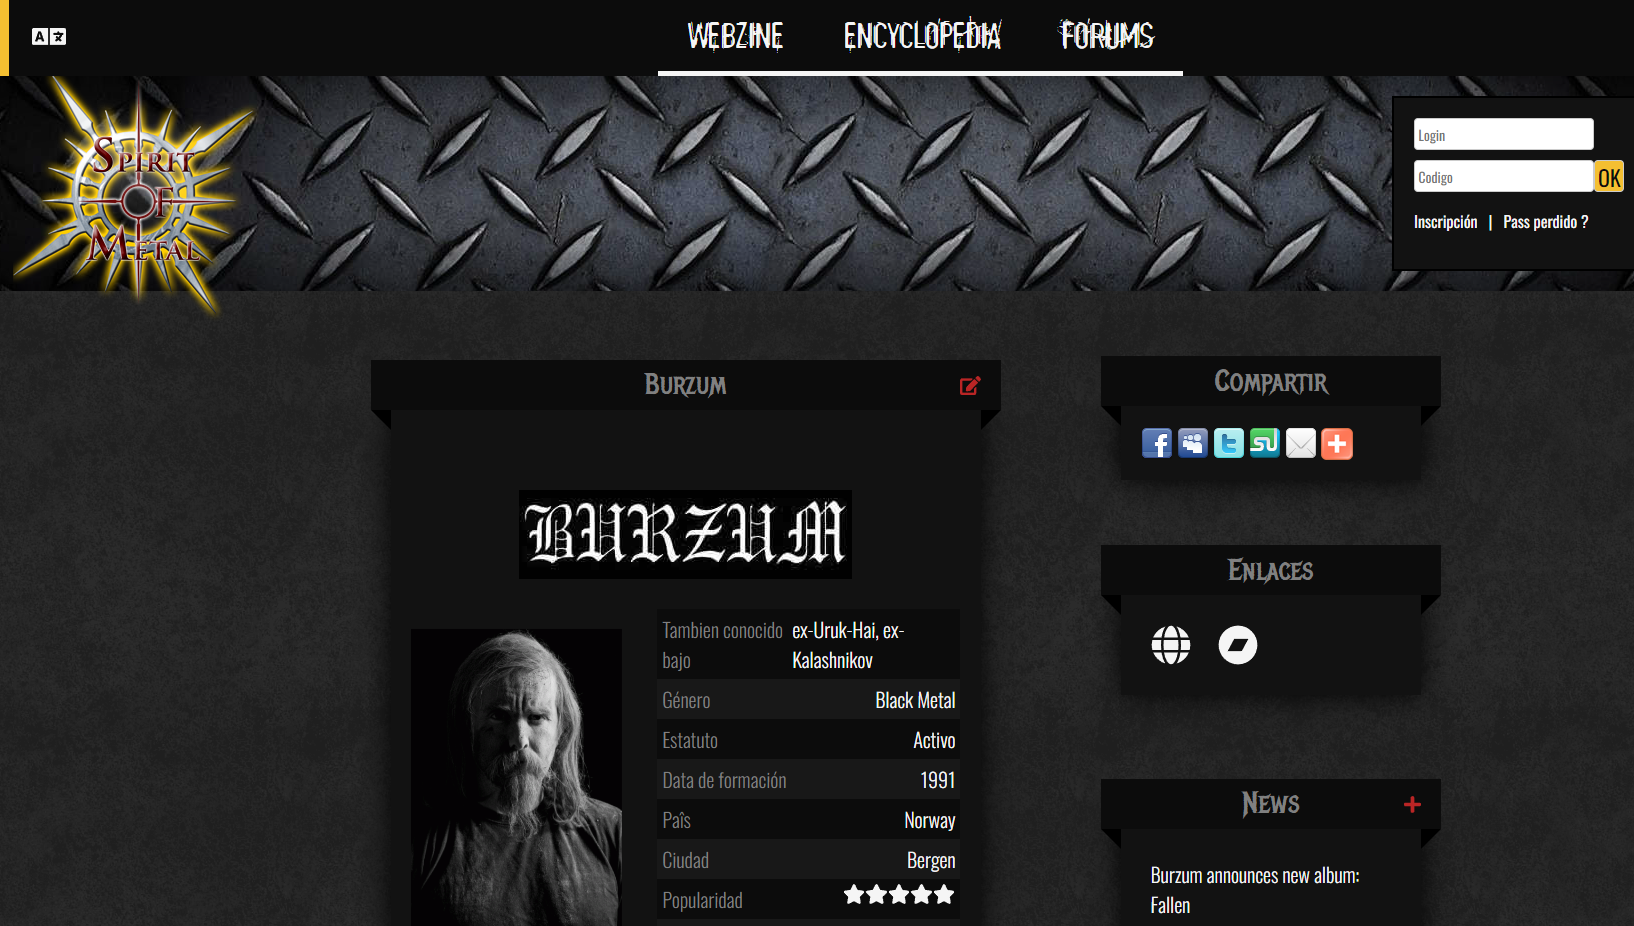 WEBZINE ENCYCLOPEDIA FORUMS
SPIRIT
OF
METAL
Login
Codigo
OK
Inscripción | Pass perdido ?
BURZUM
BURZUM
Tambien conocido bajo
ex-Uruk-Hai, ex-Kalashnikov
Género Black Metal
Estatuto Activo
Data de formación 1991
Paîs Norway
Ciudad Bergen
Popularidad
COMPARTIR
ENLACES
NEWS
Burzum announces new album:
Fallen